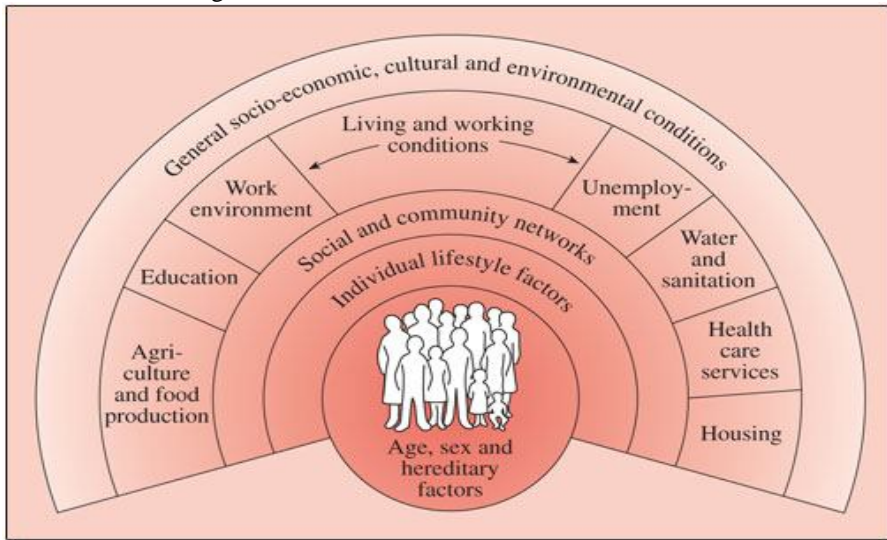 General socio-economic, cultural and environmental conditions
Living and working
conditions
Work
environment
Unemploy-
ment
Education
Water
and
sanitation
Agri-
culture
and food
production
Health
care
services
Housing
Social and community networks
Individual lifestyle factors
Age, sex and
hereditary
factors